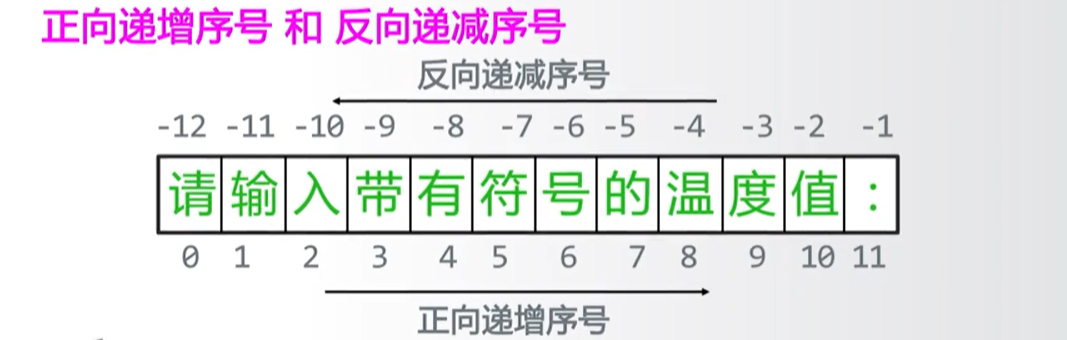 正向递增序号 和 反向递减序号
反向递减序号
-12 -11 -10 -9 -8 -7 -6 -5 -4 -3 -2 -1
请输入带有符号的温度值：
0 1 2 3 4 5 6 7 8 9 10 11
正向递增序号